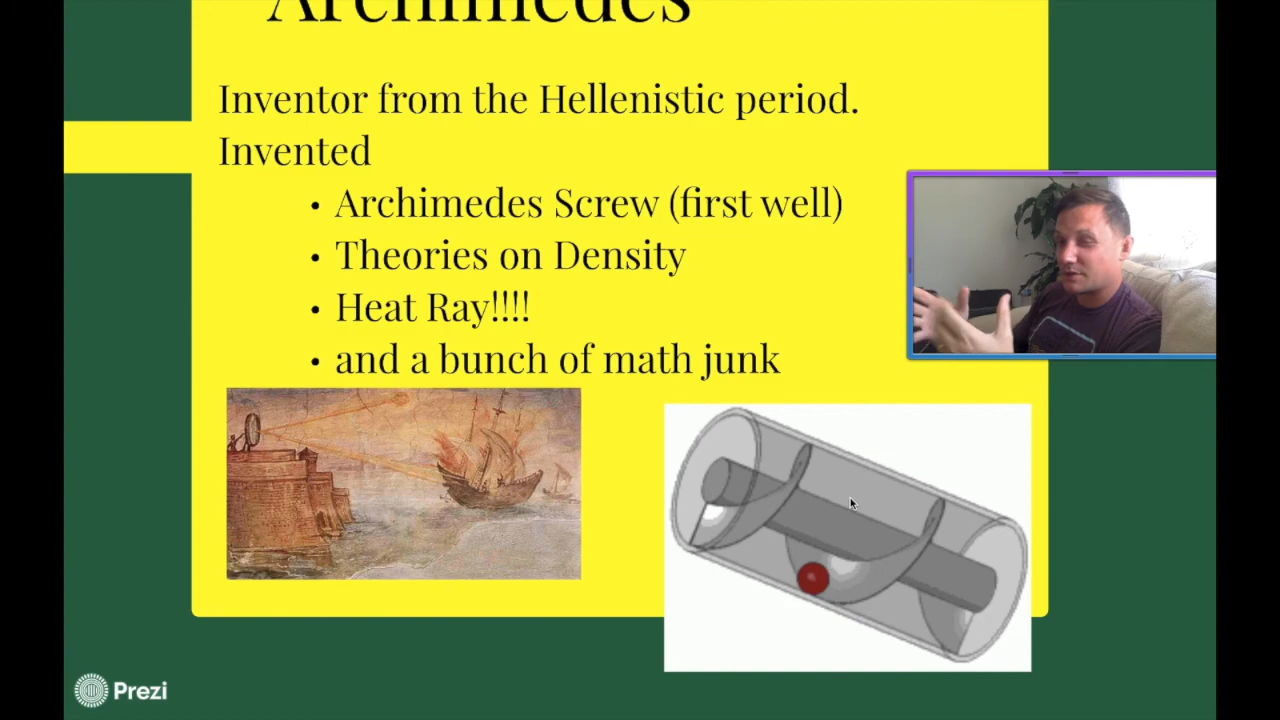 Archimedes
Inventor from the Hellenistic period.
Invented
• Archimedes Screw (first well)
• Theories on Density
• Heat Ray!!!!
• and a bunch of math junk
Prezi